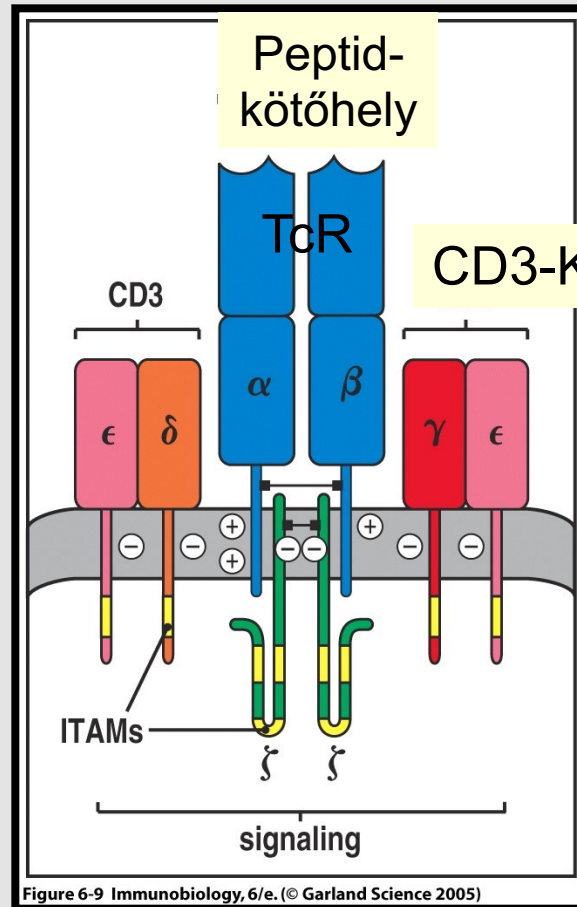 Peptid-
kötőhely
TcR
CD3-K
CD3
ϵ δ α β γ ϵ
+ − − + − − + − −
ITAMs
ζ ζ
signaling
Figure 6-9 Immunobiology, 6/e. (© Garland Science 2005)